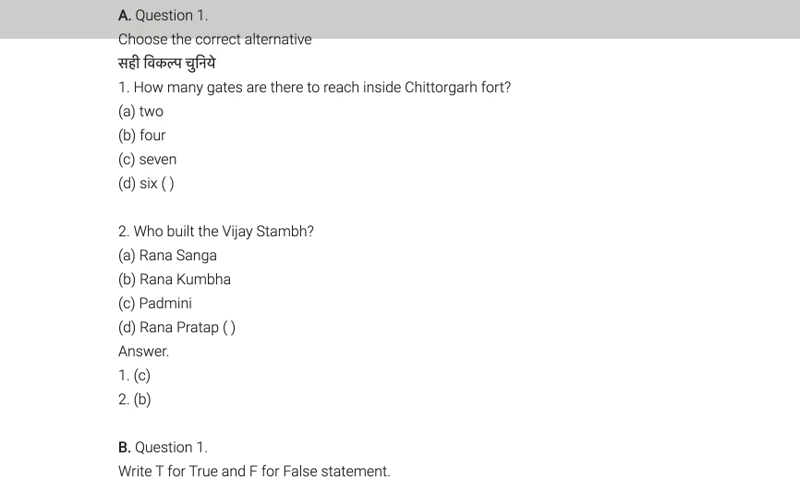 A. Question 1.
Choose the correct alternative
सही विकल्प चुनिये
1. How many gates are there to reach inside Chittorgarh fort?
(a) two
(b) four
(c) seven
(d) six ( )
2. Who built the Vijay Stambh?
(a) Rana Sanga
(b) Rana Kumbha
(c) Padmini
(d) Rana Pratap ( )
Answer.
1. (c)
2. (b)
B. Question 1.
Write T for True and F for False statement.